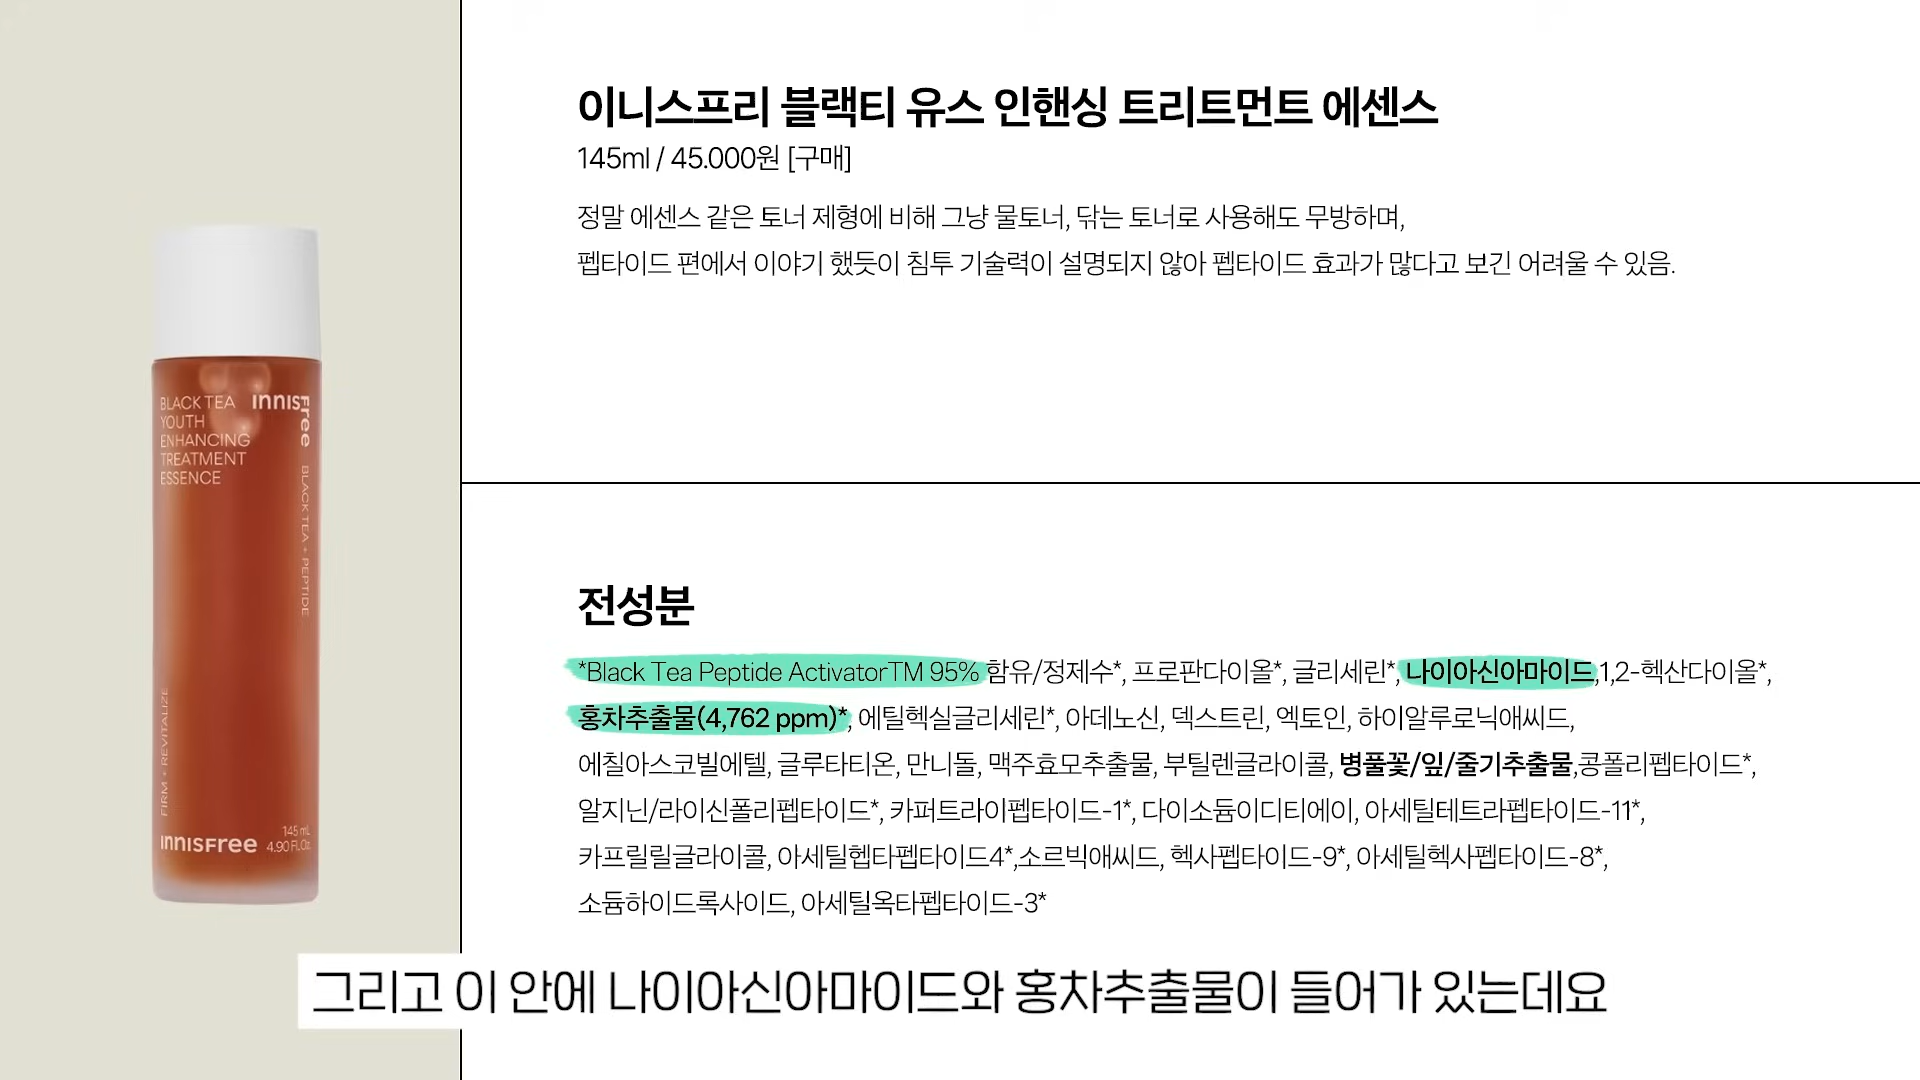 이니스프리 블랙티 유스 인핸싱 트리트먼트 에센스
145ml / 45.000원 [구매]
정말 에센스 같은 토너 제형에 비해 그냥 물토너, 닦는 토너로 사용해도 무방하며,
펩타이드 편에서 이야기 했듯이 침투 기술력이 설명되지 않아 펩타이드 효과가 많다고 보긴 어려울 수 있음.
BLACK TEA
YOUTH
ENHANCING
TREATMENT
ESSENCE
innisfree
BLACK TEA + PEPTIDE
FIRM + REVITALIZE
innisfree
145 mL
4.90 FL.Oz.
전성분
*Black Tea Peptide ActivatorTM 95% 함유/정제수*, 프로판다이올*, 글리세린*, 나이아신아마이드,1,2-헥산다이올*,
홍차추출물(4,762 ppm)*, 에틸헥실글리세린*, 아데노신, 덱스트린, 엑토인, 하이알루로닉애씨드,
에칠아스코빌에텔, 글루타티온, 만니돌, 맥주효모추출물, 부틸렌글라이콜, 병풀꽃/잎/줄기추출물,콩폴리펩타이드*,
알지닌/라이신폴리펩타이드*, 카퍼트라이펩타이드-1*, 다이소듐이디티에이, 아세틸테트라펩타이드-11*,
카프릴릴글라이콜, 아세틸헵타펩타이드4*,소르빅애씨드, 헥사펩타이드-9*, 아세틸헥사펩타이드-8*,
소듐하이드록사이드, 아세틸옥타펩타이드-3*
그리고 이 안에 나이아신아마이드와 홍차추출물이 들어가 있는데요